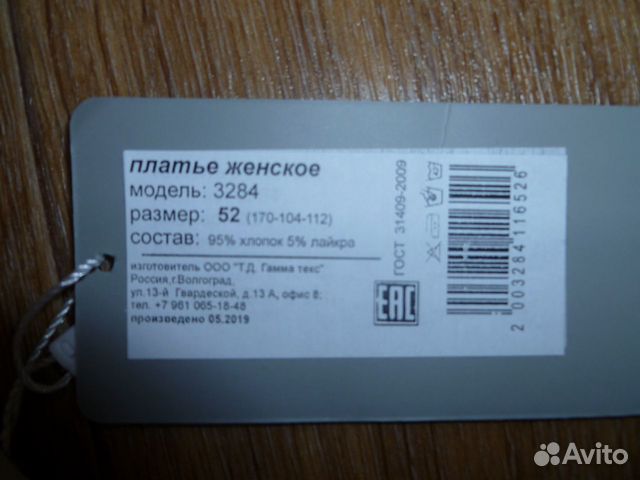 платье женское
модель: 3284
размер: 52 (170-104-112)
состав: 95% хлопок 5% лайкра
изготовитель ООО "Т.Д. Гамма текс"
Россия,г.Волгоград,
ул.13-й Гвардеской, д.13 А, офис 8;
тел. +7 961 065-18-48
произведено 05.2019
ГОСТ 31409-2009
EAC
2 003284 116526
Avito